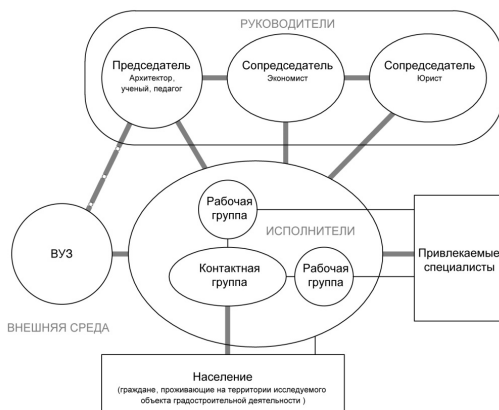 РУКОВОДИТЕЛИ
Председатель
Архитектор,
ученый, педагог
Сопредседатель
Экономист
Сопредседатель
Юрист
Рабочая
группа
ИСПОЛНИТЕЛИ
ВУЗ
Контактная
группа
Рабочая
группа
Привлекаемые
специалисты
ВНЕШНЯЯ СРЕДА
Население
(граждане, проживающие на территории исследуемого
объекта градостроительной деятельности )